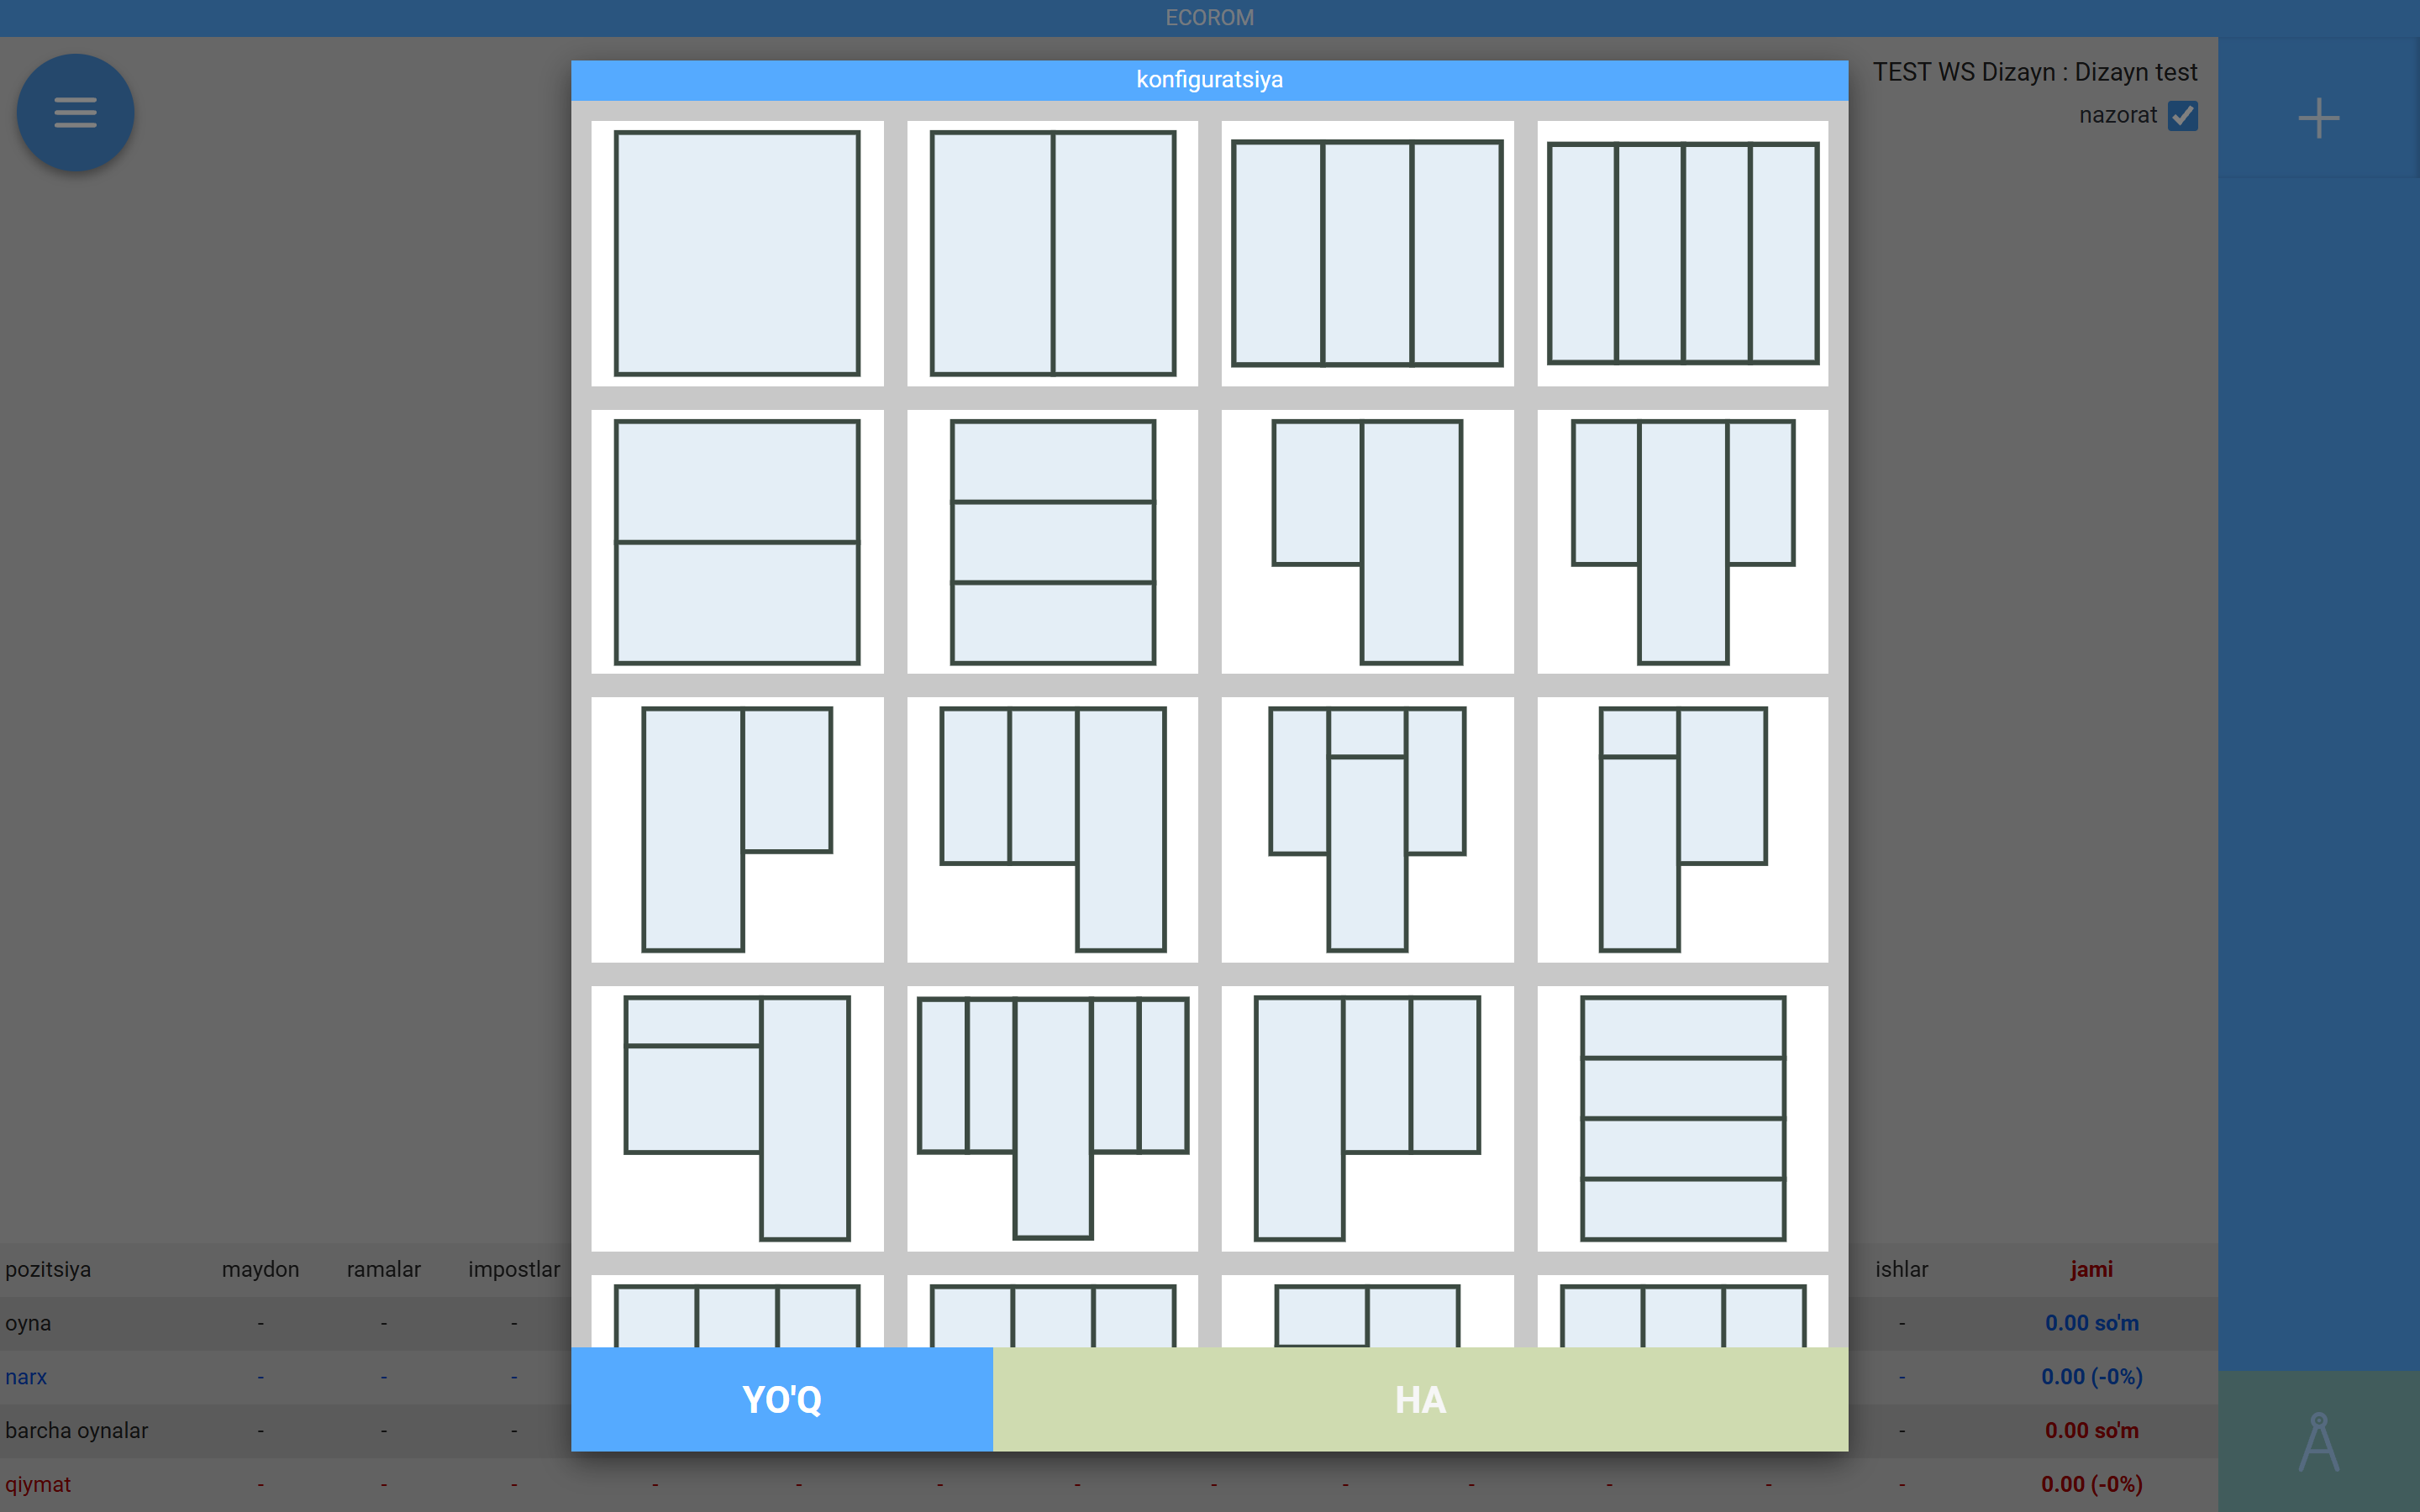 ECOROM
konfiguratsiya
TEST WS Dizayn : Dizayn test
nazorat
pozitsiya maydon ramalar impostlar ishlar jami
oyna - - - - 0.00 so'm
narx - - - - 0.00 (-0%)
barcha oynalar - - - - 0.00 so'm
qiymat - - - - - - - - - - - - - 0.00 (-0%)
YO'Q HA